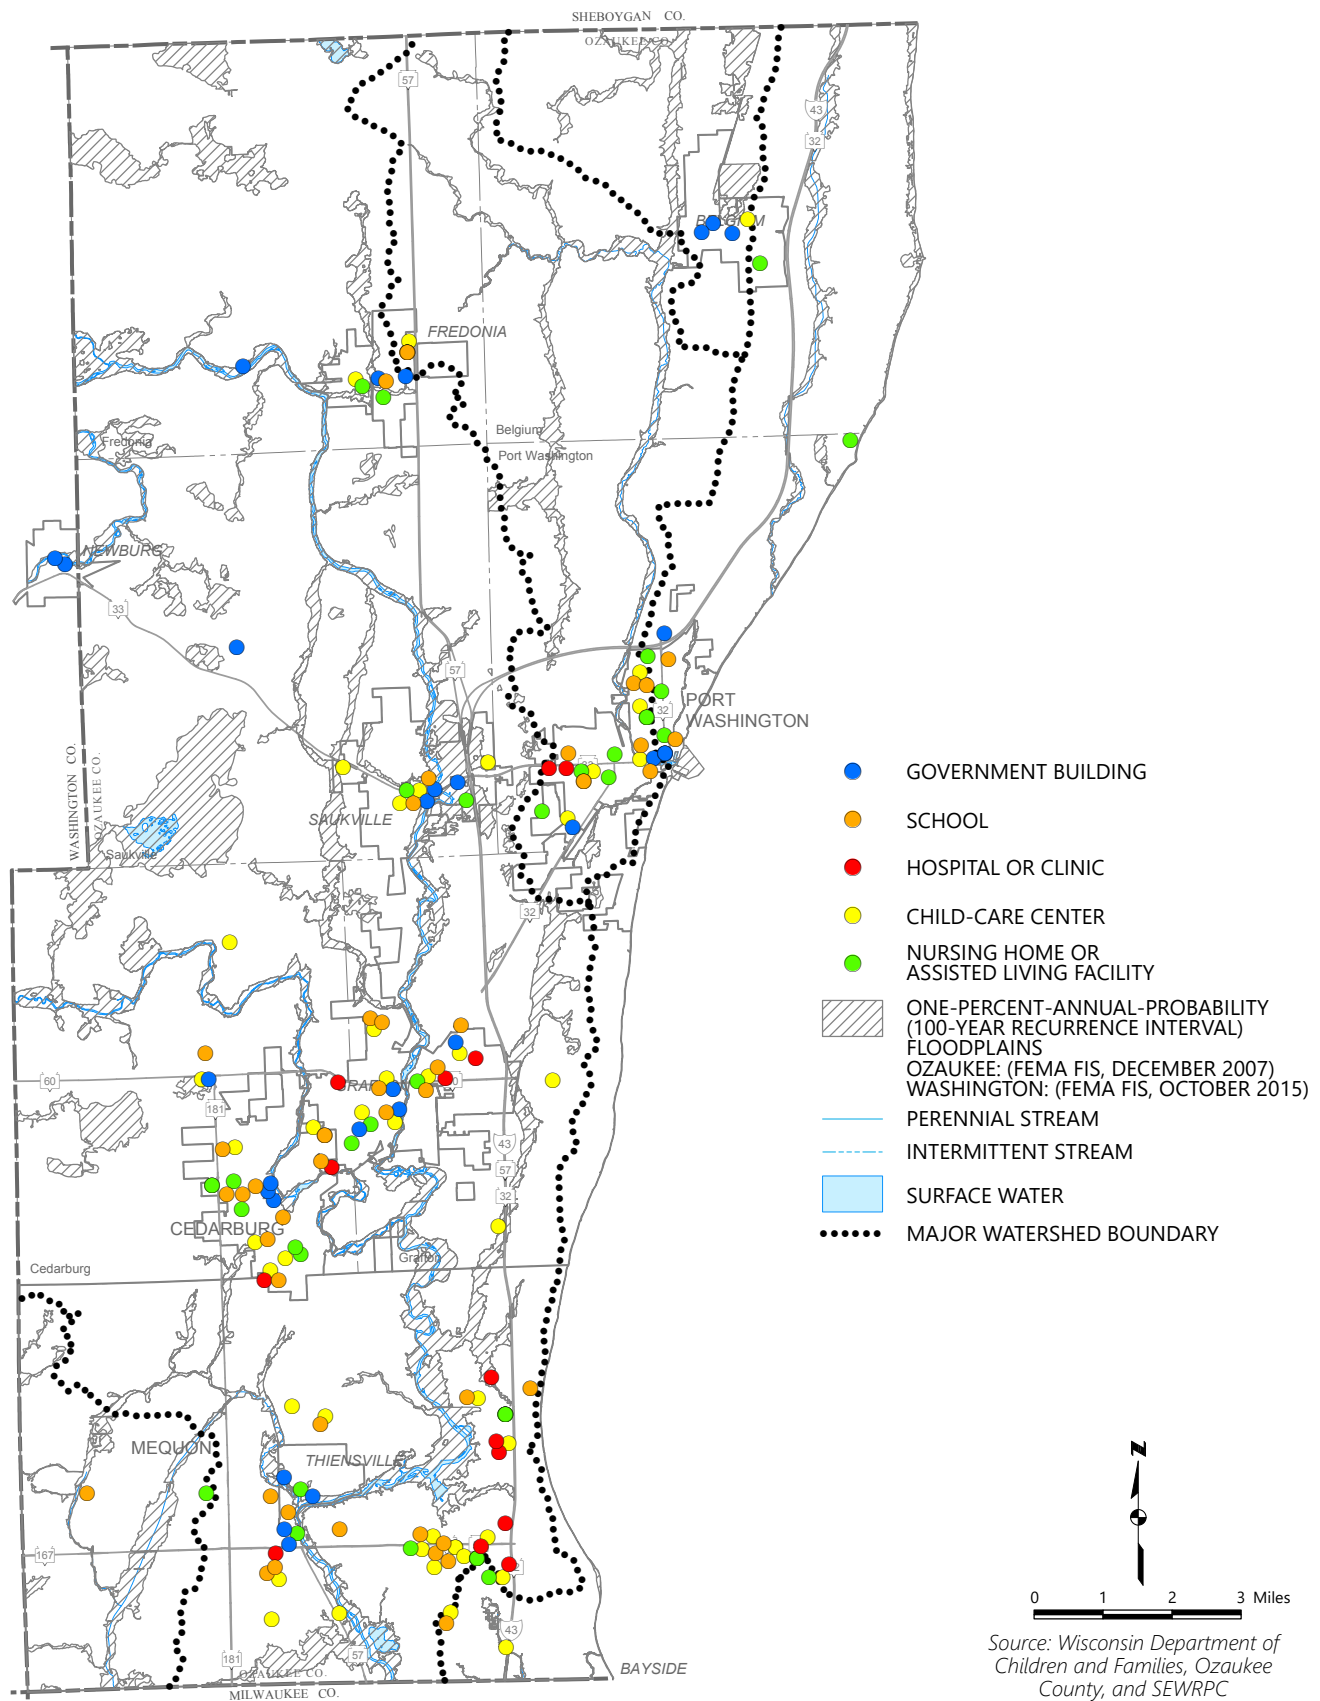 SHEBOYGAN CO.
OZAUKEE CO.
57
43
32
BELGIUM
FREDONIA
Fredonia
Belgium
Port Washington
NEWBURG
33
57
PORT
WASHINGTON
32
WASHINGTON CO.
OZAUKEE CO.
SAUKVILLE
Saukville
32
60
181
43
57
32
CEDARBURG
Cedarburg
Grafton
MEQUON
THIENSVILLE
167
43
181
57
OZAUKEE CO.
MILWAUKEE CO.
BAYSIDE
GOVERNMENT BUILDING
SCHOOL
HOSPITAL OR CLINIC
CHILD-CARE CENTER
NURSING HOME OR
ASSISTED LIVING FACILITY
ONE-PERCENT-ANNUAL-PROBABILITY
(100-YEAR RECURRENCE INTERVAL)
FLOODPLAINS
OZAUKEE: (FEMA FIS, DECEMBER 2007)
WASHINGTON: (FEMA FIS, OCTOBER 2015)
PERENNIAL STREAM
INTERMITTENT STREAM
SURFACE WATER
MAJOR WATERSHED BOUNDARY
N
0 1 2 3 Miles
Source: Wisconsin Department of
Children and Families, Ozaukee
County, and SEWRPC